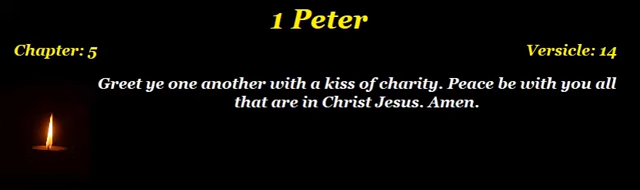 1 Peter
Chapter: 5
Versicle: 14
Greet ye one another with a kiss of charity. Peace be with you all
that are in Christ Jesus. Amen.